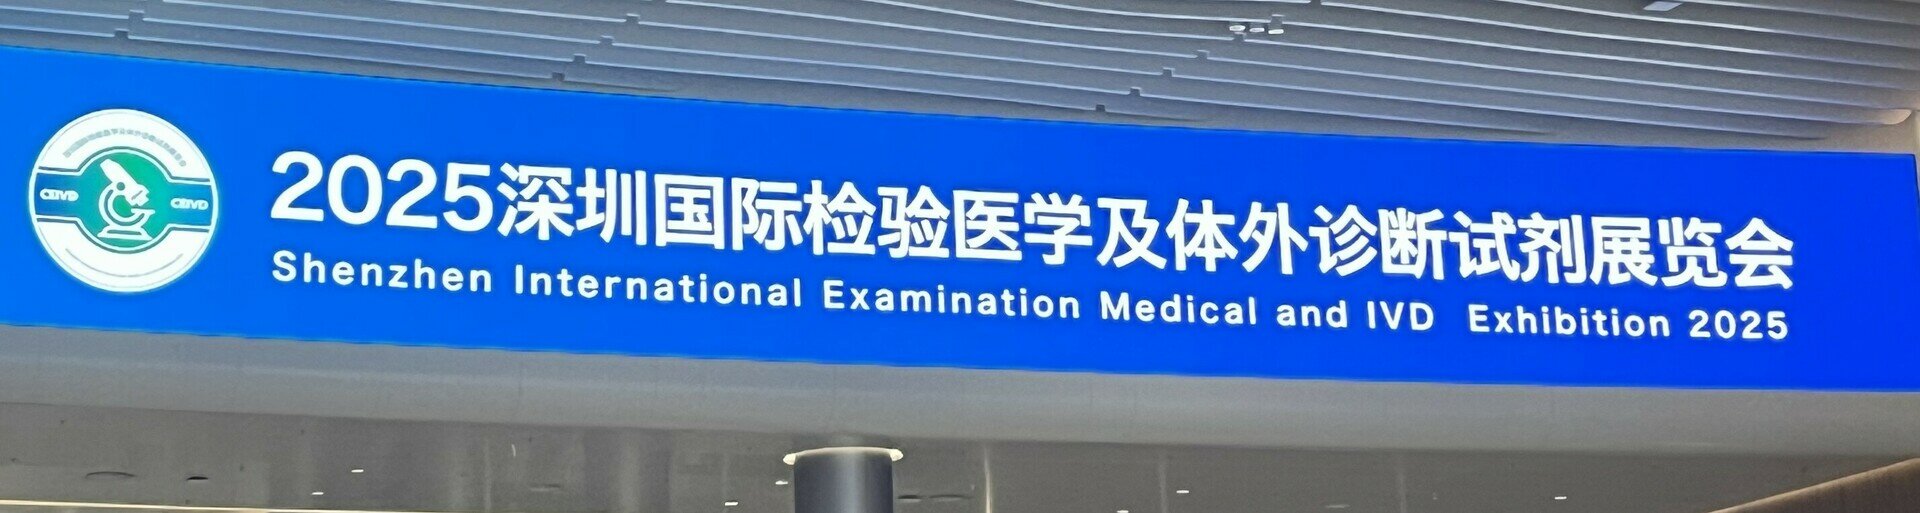 2025深圳国际检验医学及体外诊断试剂展览会
Shenzhen International Examination Medical and IVD Exhibition 2025